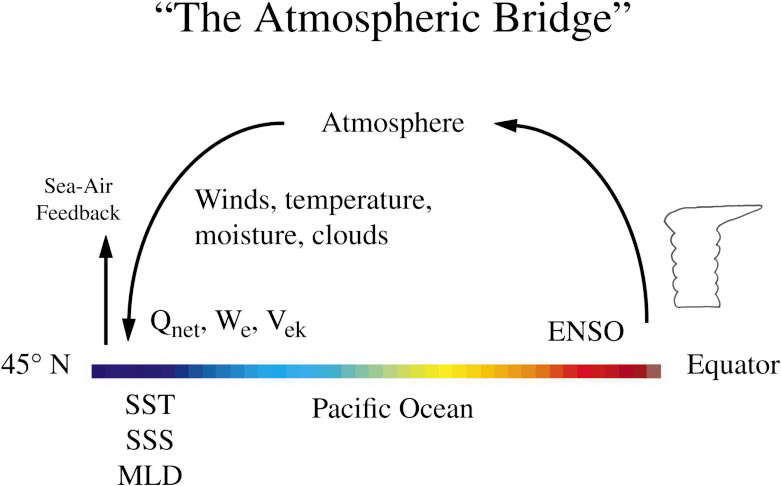 “The Atmospheric Bridge”
Atmosphere
Sea-Air
Feedback
Winds, temperature,
moisture, clouds
Qnet, We, Vek
ENSO
45° N
Equator
SST
Pacific Ocean
SSS
MLD